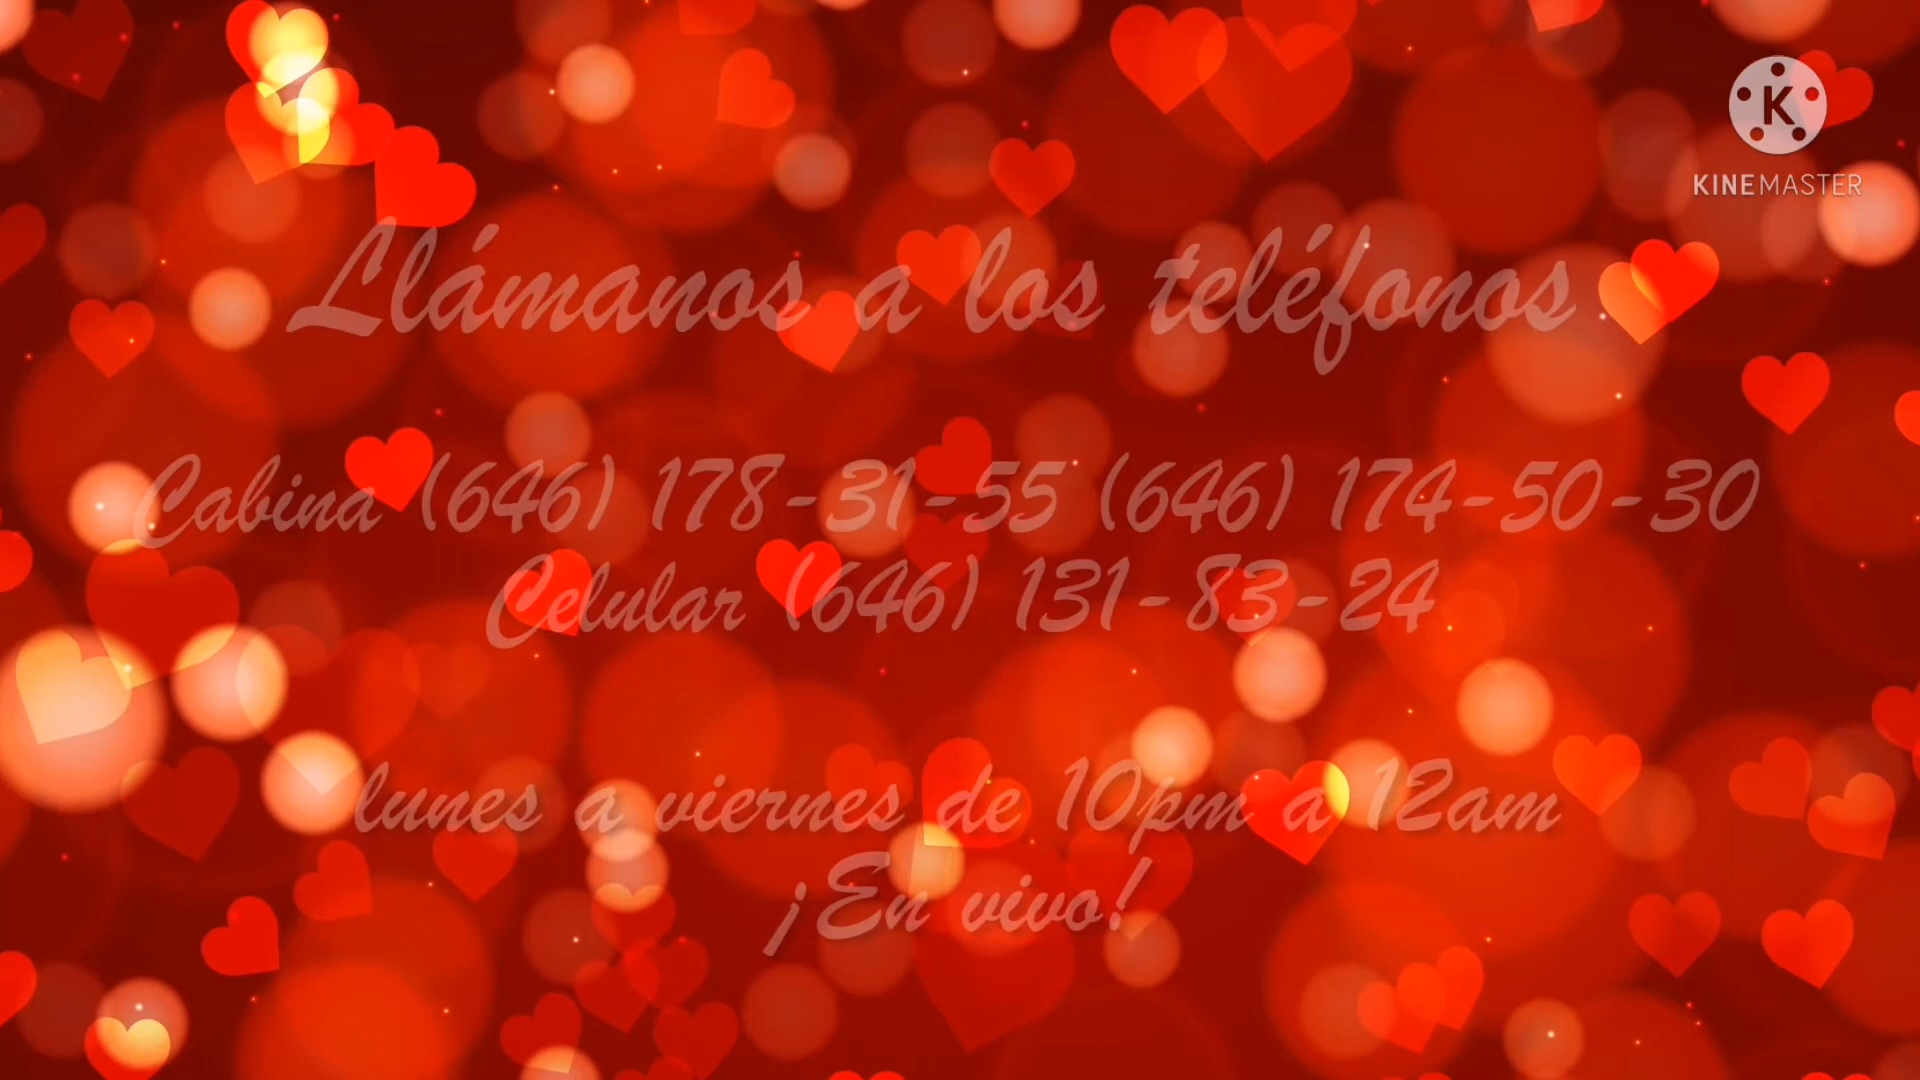 KINEMASTER
Llámanos a los teléfonos
Cabina (646) 178-31-55 (646) 174-50-30
Celular (646) 131-83-24
lunes a viernes de 10pm a 12am
¡En vivo!